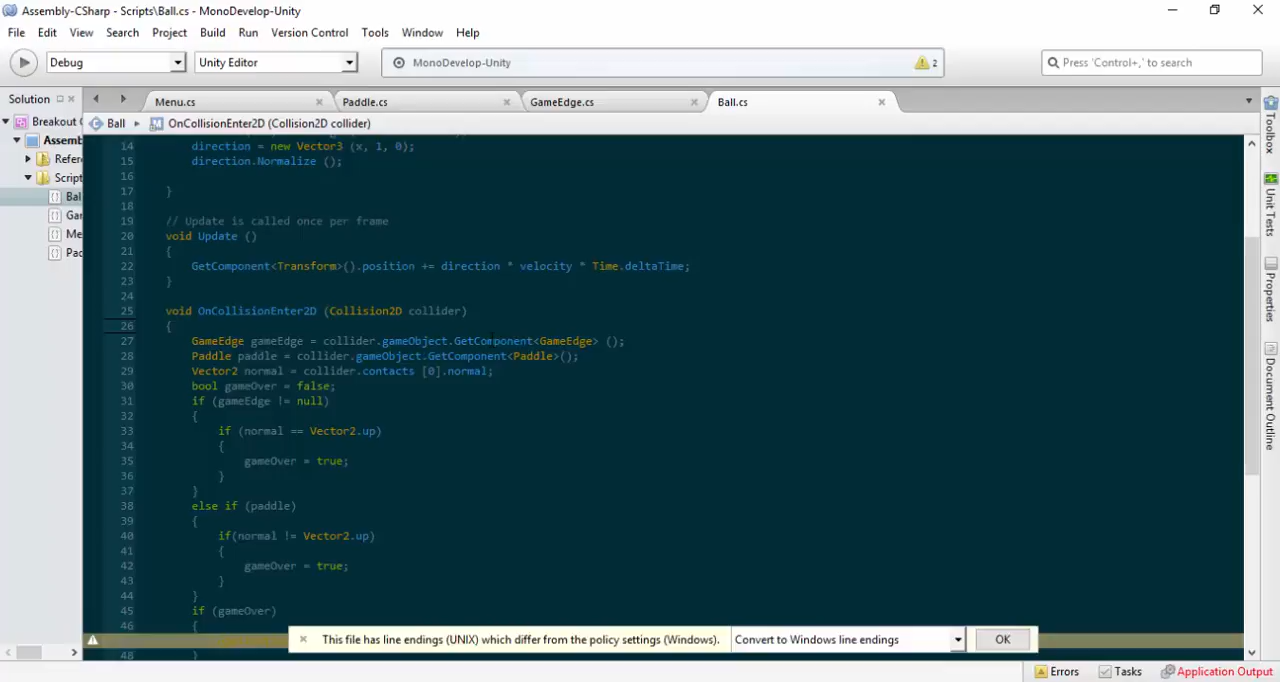 Assembly-CSharp - Scripts\Ball.cs - MonoDevelop-Unity
File Edit View Search Project Build Run Version Control Tools Window Help
Debug Unity Editor MonoDevelop-Unity 2 Press 'Control+,' to search
Solution Menu.cs Paddle.cs GameEdge.cs Ball.cs
Breakout Ball OnCollisionEnter2D (Collision2D collider)
Assemb
Refere
Script
Bal
Gar
Me
Pac
14 direction = new Vector3 (x, 1, 0);
15 direction.Normalize ();
16
17 }
18
19 // Update is called once per frame
20 void Update ()
21 {
22 GetComponent<Transform>().position += direction * velocity * Time.deltaTime;
23 }
24
25 void OnCollisionEnter2D (Collision2D collider)
26 {
27 GameEdge gameEdge = collider.gameObject.GetComponent<GameEdge> ();
28 Paddle paddle = collider.gameObject.GetComponent<Paddle>();
29 Vector2 normal = collider.contacts [0].normal;
30 bool gameOver = false;
31 if (gameEdge != null)
32 {
33 if (normal == Vector2.up)
34 {
35 gameOver = true;
36 }
37 }
38 else if (paddle)
39 {
40 if(normal != Vector2.up)
41 {
42 gameOver = true;
43 }
44 }
45 if (gameOver)
46 {
This file has line endings (UNIX) which differ from the policy settings (Windows). Convert to Windows line endings OK
48 }
Toolbox
Unit Tests
Properties
Document Outline
Errors Tasks Application Output